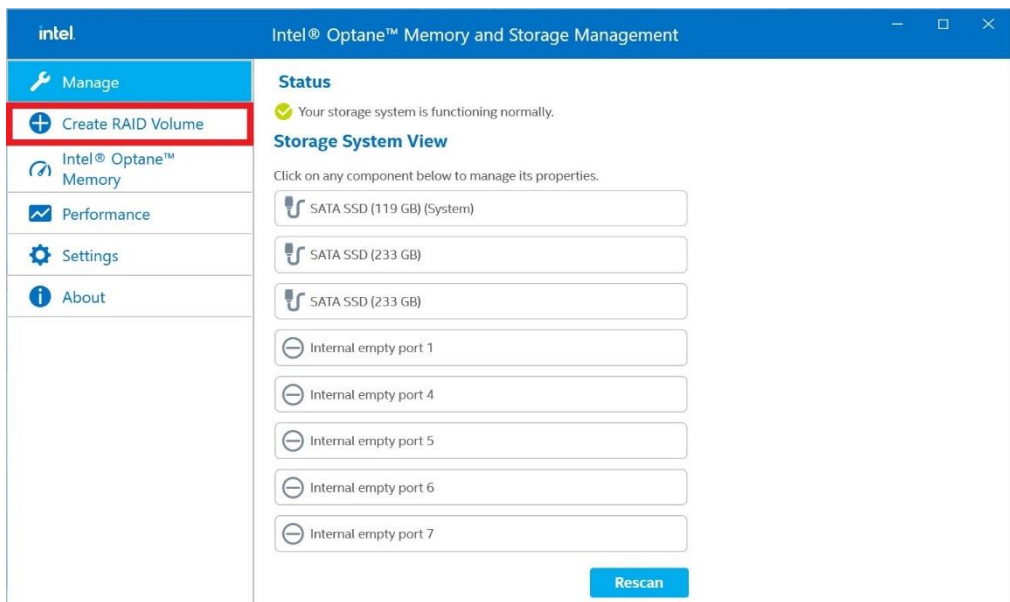 intel.
Intel® Optane™ Memory and Storage Management
Manage
Create RAID Volume
Intel® Optane™
Memory
Performance
Settings
About
Status
Your storage system is functioning normally.
Storage System View
Click on any component below to manage its properties.
SATA SSD (119 GB) (System)
SATA SSD (233 GB)
SATA SSD (233 GB)
Internal empty port 1
Internal empty port 4
Internal empty port 5
Internal empty port 6
Internal empty port 7
Rescan